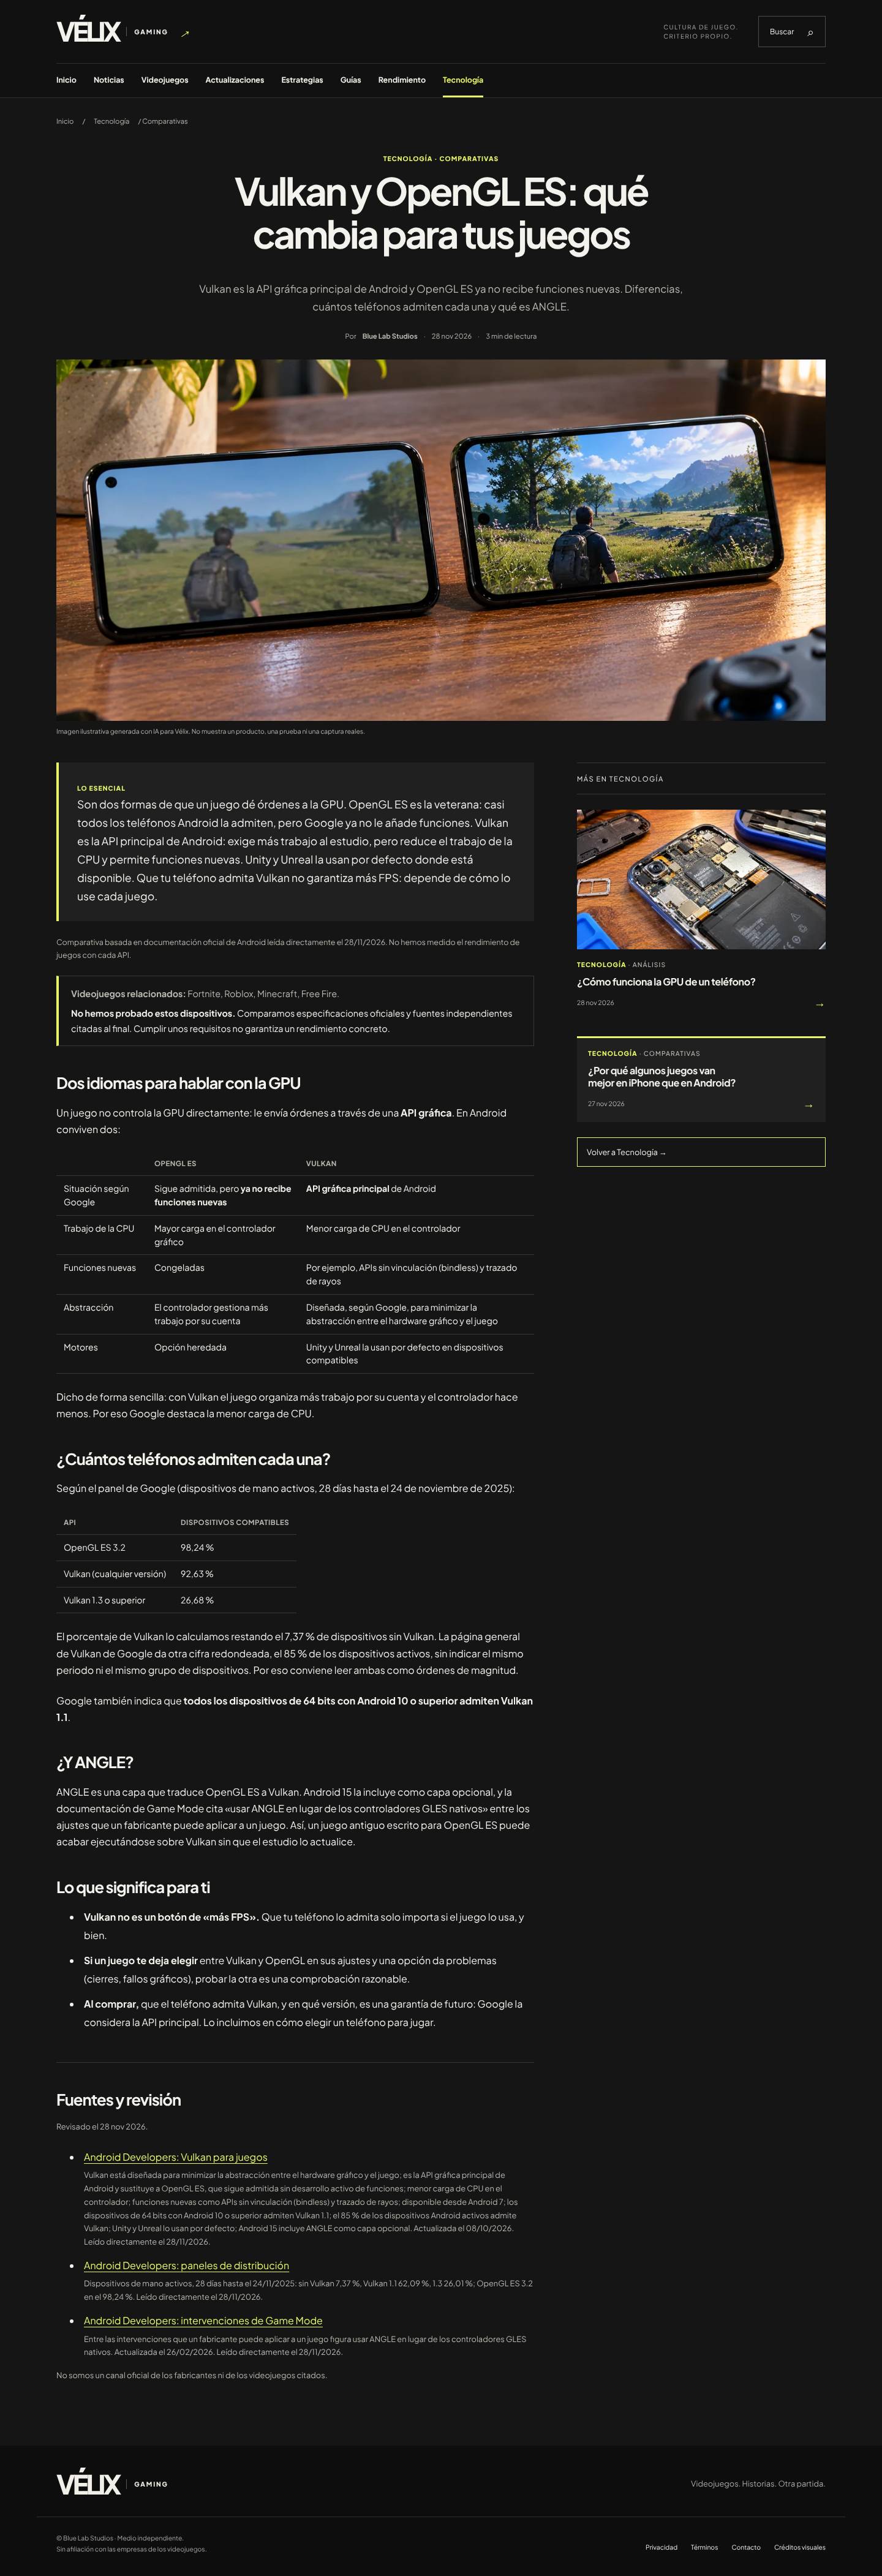 VÉLIX GAMING →
CULTURA DE JUEGO.
CRITERIO PROPIO.
Buscar
Inicio Noticias Videojuegos Actualizaciones Estrategias Guías Rendimiento Tecnología
Inicio / Tecnología / Comparativas
TECNOLOGÍA · COMPARATIVAS
Vulkan y OpenGL ES: qué
cambia para tus juegos
Vulkan es la API gráfica principal de Android y OpenGL ES ya no recibe funciones nuevas. Diferencias,
cuántos teléfonos admiten cada una y qué es ANGLE.
Por Blue Lab Studios · 28 nov 2026 · 3 min de lectura
Imagen ilustrativa generada con IA para Vélix. No muestra un producto, una prueba ni una captura reales.
LO ESENCIAL
Son dos formas de que un juego dé órdenes a la GPU. OpenGL ES es la veterana: casi
todos los teléfonos Android la admiten, pero Google ya no le añade funciones. Vulkan
es la API principal de Android: exige más trabajo al estudio, pero reduce el trabajo de la
CPU y permite funciones nuevas. Unity y Unreal la usan por defecto donde está
disponible. Que tu teléfono admita Vulkan no garantiza más FPS: depende de cómo lo
use cada juego.
Comparativa basada en documentación oficial de Android leída directamente el 28/11/2026. No hemos medido el rendimiento de
juegos con cada API.
Videojuegos relacionados: Fortnite, Roblox, Minecraft, Free Fire.
No hemos probado estos dispositivos. Comparamos especificaciones oficiales y fuentes independientes
citadas al final. Cumplir unos requisitos no garantiza un rendimiento concreto.
Dos idiomas para hablar con la GPU
Un juego no controla la GPU directamente: le envía órdenes a través de una API gráfica. En Android
conviven dos:
OPENGL ES VULKAN
Situación según Google Sigue admitida, pero ya no recibe funciones nuevas API gráfica principal de Android
Trabajo de la CPU Mayor carga en el controlador gráfico Menor carga de CPU en el controlador
Funciones nuevas Congeladas Por ejemplo, APIs sin vinculación (bindless) y trazado de rayos
Abstracción El controlador gestiona más trabajo por su cuenta Diseñada, según Google, para minimizar la abstracción entre el hardware gráfico y el juego
Motores Opción heredada Unity y Unreal la usan por defecto en dispositivos compatibles
Dicho de forma sencilla: con Vulkan el juego organiza más trabajo por su cuenta y el controlador hace
menos. Por eso Google destaca la menor carga de CPU.
¿Cuántos teléfonos admiten cada una?
Según el panel de Google (dispositivos de mano activos, 28 días hasta el 24 de noviembre de 2025):
API DISPOSITIVOS COMPATIBLES
OpenGL ES 3.2 98,24 %
Vulkan (cualquier versión) 92,63 %
Vulkan 1.3 o superior 26,68 %
El porcentaje de Vulkan lo calculamos restando el 7,37 % de dispositivos sin Vulkan. La página general
de Vulkan de Google da otra cifra redondeada, el 85 % de los dispositivos activos, sin indicar el mismo
periodo ni el mismo grupo de dispositivos. Por eso conviene leer ambas como órdenes de magnitud.
Google también indica que todos los dispositivos de 64 bits con Android 10 o superior admiten Vulkan
1.1.
¿Y ANGLE?
ANGLE es una capa que traduce OpenGL ES a Vulkan. Android 15 la incluye como capa opcional, y la
documentación de Game Mode cita «usar ANGLE en lugar de los controladores GLES nativos» entre los
ajustes que un fabricante puede aplicar a un juego. Así, un juego antiguo escrito para OpenGL ES puede
acabar ejecutándose sobre Vulkan sin que el estudio lo actualice.
Lo que significa para ti
• Vulkan no es un botón de «más FPS». Que tu teléfono lo admita solo importa si el juego lo usa, y
bien.
• Si un juego te deja elegir entre Vulkan y OpenGL en sus ajustes y una opción da problemas
(cierres, fallos gráficos), probar la otra es una comprobación razonable.
• Al comprar, que el teléfono admita Vulkan, y en qué versión, es una garantía de futuro: Google la
considera la API principal. Lo incluimos en cómo elegir un teléfono para jugar.
Fuentes y revisión
Revisado el 28 nov 2026.
• Android Developers: Vulkan para juegos
Vulkan está diseñada para minimizar la abstracción entre el hardware gráfico y el juego; es la API gráfica principal de
Android y sustituye a OpenGL ES, que sigue admitida sin desarrollo activo de funciones; menor carga de CPU en el
controlador; funciones nuevas como APIs sin vinculación (bindless) y trazado de rayos; disponible desde Android 7; los
dispositivos de 64 bits con Android 10 o superior admiten Vulkan 1.1; el 85 % de los dispositivos Android activos admite
Vulkan; Unity y Unreal lo usan por defecto; Android 15 incluye ANGLE como capa opcional. Actualizada el 08/10/2026.
Leído directamente el 28/11/2026.
• Android Developers: paneles de distribución
Dispositivos de mano activos, 28 días hasta el 24/11/2025: sin Vulkan 7,37 %, Vulkan 1.1 62,09 %, 1.3 26,01 %; OpenGL ES 3.2
en el 98,24 %. Leído directamente el 28/11/2026.
• Android Developers: intervenciones de Game Mode
Entre las intervenciones que un fabricante puede aplicar a un juego figura usar ANGLE en lugar de los controladores GLES
nativos. Actualizada el 26/02/2026. Leído directamente el 28/11/2026.
No somos un canal oficial de los fabricantes ni de los videojuegos citados.
MÁS EN TECNOLOGÍA
TECNOLOGÍA · ANÁLISIS
¿Cómo funciona la GPU de un teléfono?
28 nov 2026 →
TECNOLOGÍA · COMPARATIVAS
¿Por qué algunos juegos van
mejor en iPhone que en Android?
27 nov 2026 →
Volver a Tecnología →
VÉLIX GAMING
Videojuegos. Historias. Otra partida.
© Blue Lab Studios · Medio independiente.
Sin afiliación con las empresas de los videojuegos.
Privacidad Términos Contacto Créditos visuales